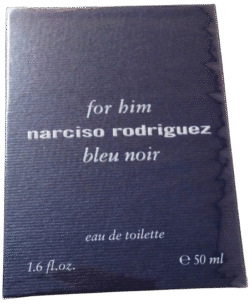 for him
narciso rodriguez
bleu noir
eau de toilette
1.6 fl.oz. ℮ 50 ml